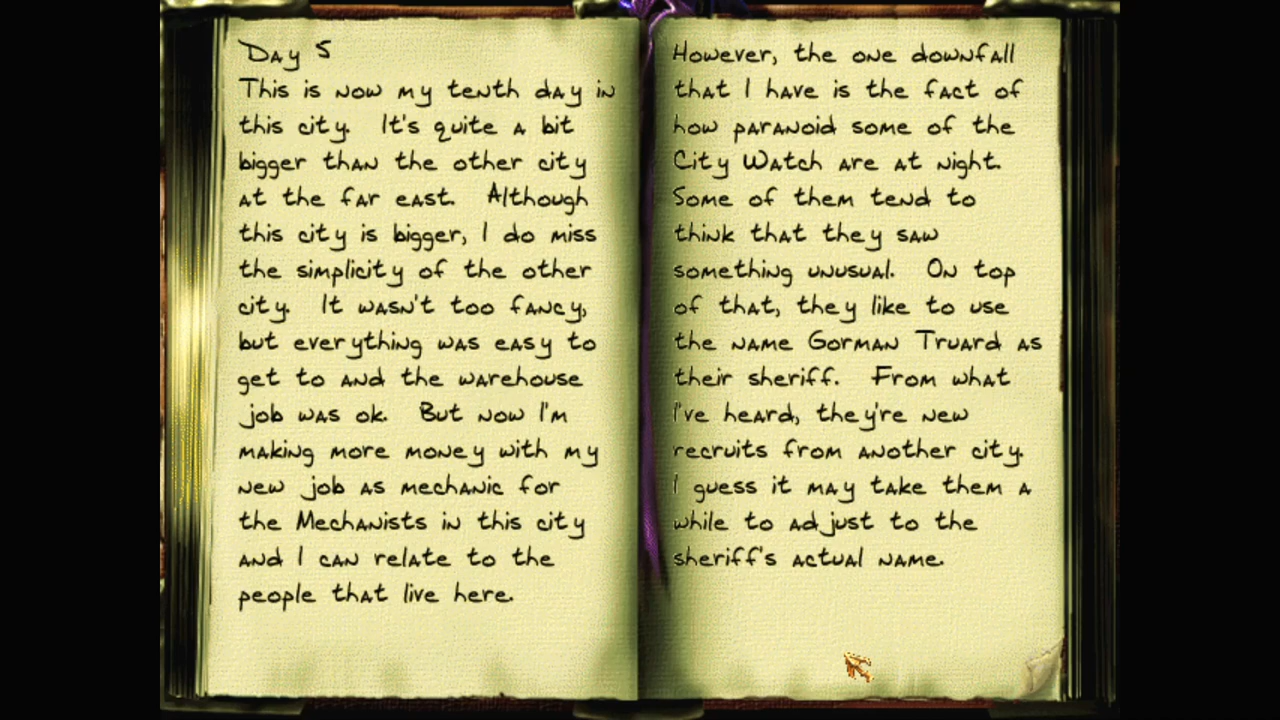 Day 5
This is now my tenth day in
this city. It's quite a bit
bigger than the other city
at the far east. Although
this city is bigger, I do miss
the simplicity of the other
city. It wasn't too fancy,
but everything was easy to
get to and the warehouse
job was ok. But now I'm
making more money with my
new job as mechanic for
the Mechanists in this city
and I can relate to the
people that live here.
However, the one downfall
that I have is the fact of
how paranoid some of the
City Watch are at night.
Some of them tend to
think that they saw
something unusual. On top
of that, they like to use
the name Gorman Truard as
their sheriff. From what
I've heard, they're new
recruits from another city.
I guess it may take them a
while to adjust to the
sheriff's actual name.